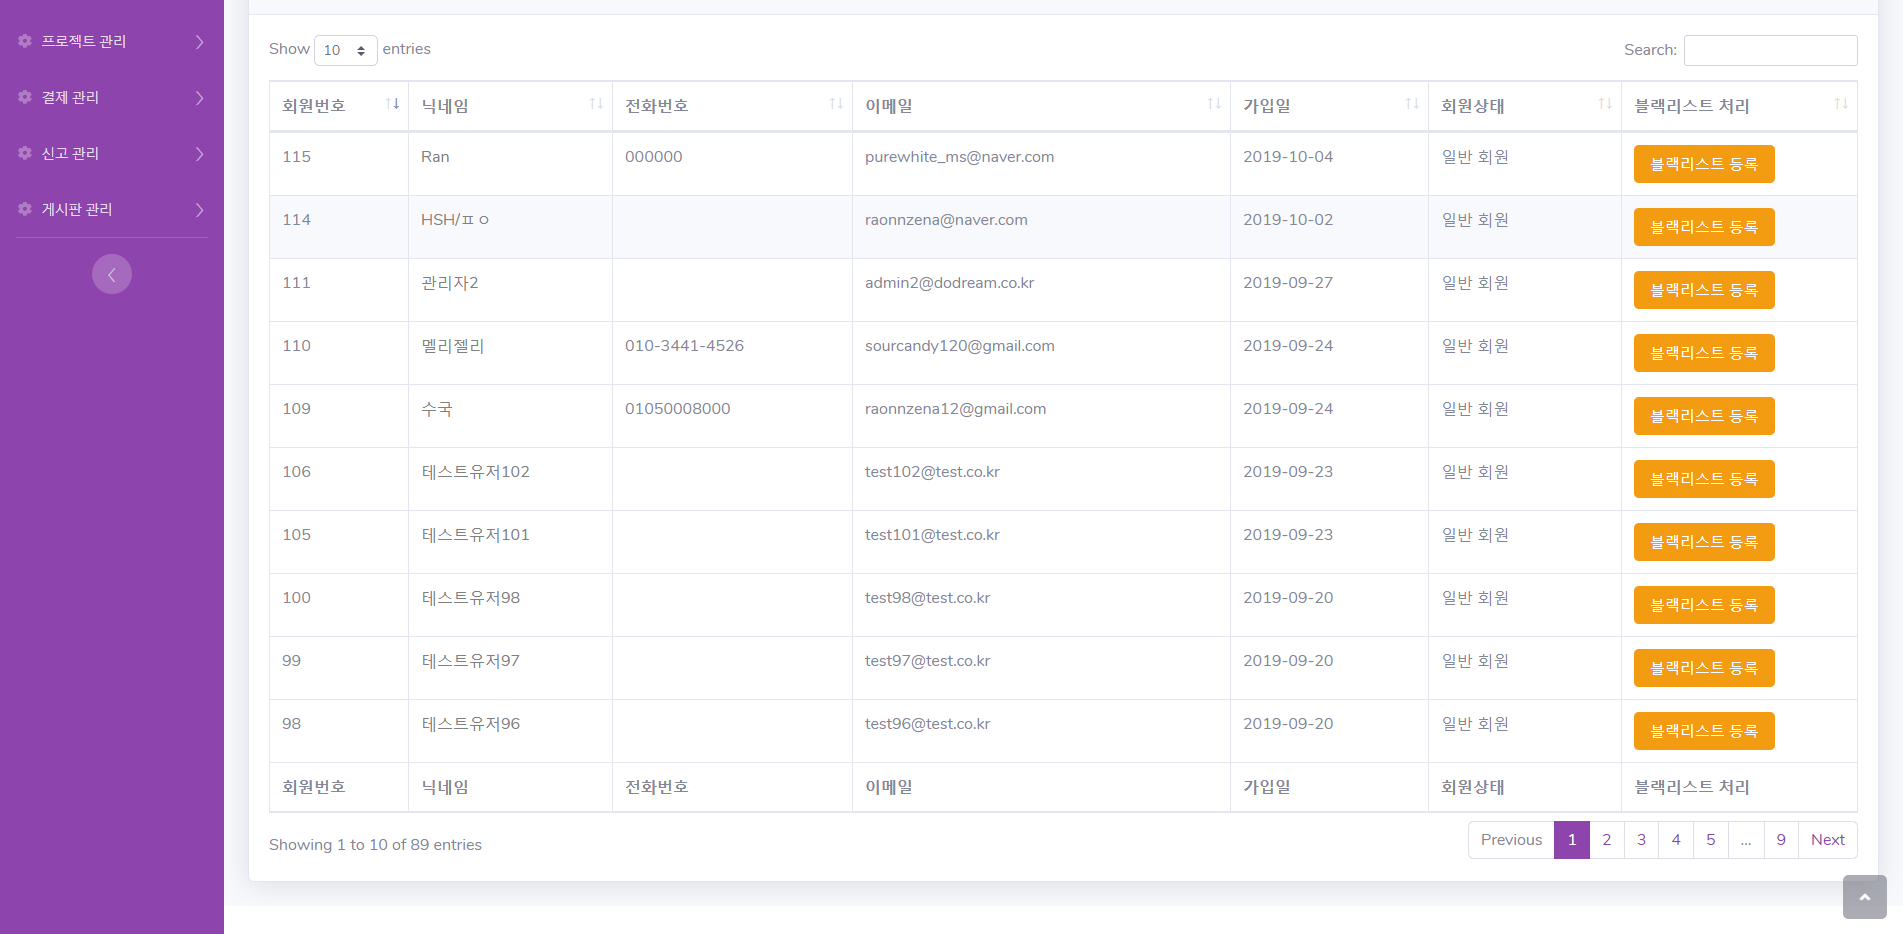 프로젝트 관리
결제 관리
신고 관리
게시판 관리
Show 10 entries
Search:
회원번호 닉네임 전화번호 이메일 가입일 회원상태 블랙리스트 처리
115 Ran 000000 purewhite_ms@naver.com 2019-10-04 일반 회원 블랙리스트 등록
114 HSH/ㅍㅇ raonnzena@naver.com 2019-10-02 일반 회원 블랙리스트 등록
111 관리자2 admin2@dodream.co.kr 2019-09-27 일반 회원 블랙리스트 등록
110 멜리젤리 010-3441-4526 sourcandy120@gmail.com 2019-09-24 일반 회원 블랙리스트 등록
109 수국 01050008000 raonnzena12@gmail.com 2019-09-24 일반 회원 블랙리스트 등록
106 테스트유저102 test102@test.co.kr 2019-09-23 일반 회원 블랙리스트 등록
105 테스트유저101 test101@test.co.kr 2019-09-23 일반 회원 블랙리스트 등록
100 테스트유저98 test98@test.co.kr 2019-09-20 일반 회원 블랙리스트 등록
99 테스트유저97 test97@test.co.kr 2019-09-20 일반 회원 블랙리스트 등록
98 테스트유저96 test96@test.co.kr 2019-09-20 일반 회원 블랙리스트 등록
회원번호 닉네임 전화번호 이메일 가입일 회원상태 블랙리스트 처리
Showing 1 to 10 of 89 entries
Previous 1 2 3 4 5 ... 9 Next